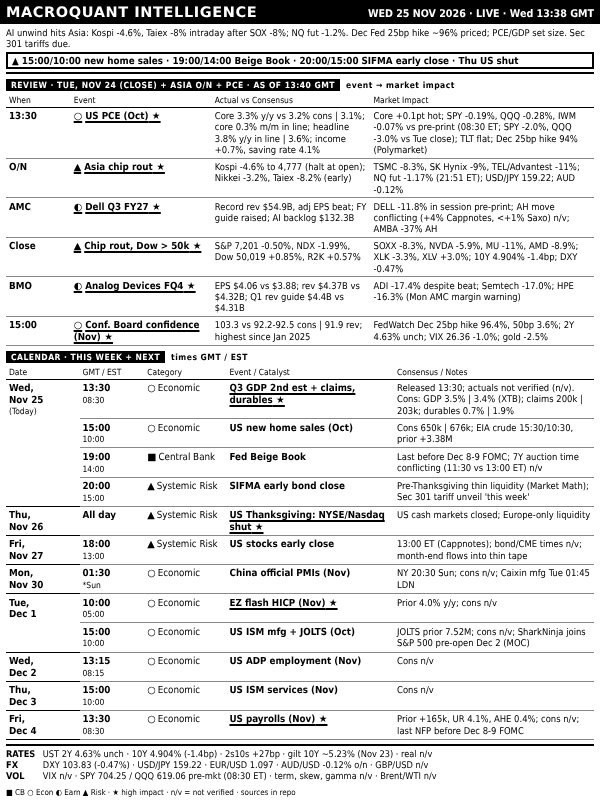 MACROQUANT INTELLIGENCE
WED 25 NOV 2026 · LIVE · Wed 13:38 GMT
AI unwind hits Asia: Kospi -4.6%, Taiex -8% intraday after SOX -8%; NQ fut -1.2%. Dec Fed 25bp hike ~96% priced; PCE/GDP set size. Sec
301 tariffs due.
▲ 15:00/10:00 new home sales · 19:00/14:00 Beige Book · 20:00/15:00 SIFMA early close · Thu US shut
REVIEW · TUE, NOV 24 (CLOSE) + ASIA O/N + PCE · AS OF 13:40 GMT event → market impact
When Event Actual vs Consensus Market Impact
13:30 ○ US PCE (Oct) ★ Core 3.3% y/y vs 3.2% cons | 3.1%; Core +0.1pt hot; SPY -0.19%, QQQ -0.28%, IWM
core 0.3% m/m in line; headline -0.07% vs pre-print (08:30 ET; SPY -2.0%, QQQ
3.8% y/y in line | 3.6%; income -3.0% vs Tue close); TLT flat; Dec 25bp hike 94%
+0.7%, saving rate 4.1% (Polymarket)
O/N ▲ Asia chip rout ★ Kospi -4.6% to 4,777 (halt at open); TSMC -8.3%, SK Hynix -9%, TEL/Advantest -11%;
Nikkei -3.2%, Taiex -8.2% (early) NQ fut -1.17% (21:51 ET); USD/JPY 159.22; AUD
-0.12%
AMC ◐ Dell Q3 FY27 ★ Record rev $54.9B, adj EPS beat; FY DELL -11.8% in session pre-print; AH move
guide raised; AI backlog $132.3B conflicting (+4% Cappnotes, <+1% Saxo) n/v;
AMBA -37% AH
Close ▲ Chip rout, Dow > 50k ★ S&P 7,201 -0.50%, NDX -1.99%, SOXX -8.3%, NVDA -5.9%, MU -11%, AMD -8.9%;
Dow 50,019 +0.85%, R2K +0.57% XLK -3.3%, XLV +3.0%; 10Y 4.904% -1.4bp; DXY
-0.47%
BMO ◐ Analog Devices FQ4 ★ EPS $4.06 vs $3.88; rev $4.37B vs ADI -17.4% despite beat; Semtech -17.0%; HPE
$4.32B; Q1 rev guide $4.4B vs -16.3% (Mon AMC margin warning)
$4.31B
15:00 ○ Conf. Board confidence 103.3 vs 92.2-92.5 cons | 91.9 rev; FedWatch Dec 25bp hike 96.4%, 50bp 3.6%; 2Y
(Nov) ★ highest since Jan 2025 4.63% unch; VIX 26.36 -1.0%; gold -2.5%
CALENDAR · THIS WEEK + NEXT times GMT / EST
Date GMT / EST Category Event / Catalyst Consensus / Notes
Wed, 13:30 ○ Economic Q3 GDP 2nd est + claims, Released 13:30; actuals not verified (n/v).
Nov 25 08:30 durables ★ Cons: GDP 3.5% | 3.4% (XTB); claims 200k |
(Today) 203k; durables 0.7% | 1.9%
15:00 ○ Economic US new home sales (Oct) Cons 650k | 676k; EIA crude 15:30/10:30,
10:00 prior +3.38M
19:00 ■ Central Bank Fed Beige Book Last before Dec 8-9 FOMC; 7Y auction time
14:00 conflicting (11:30 vs 13:00 ET) n/v
20:00 ▲ Systemic Risk SIFMA early bond close Pre-Thanksgiving thin liquidity (Market Math);
15:00 Sec 301 tariff unveil 'this week'
Thu, All day ▲ Systemic Risk US Thanksgiving: NYSE/Nasdaq US cash markets closed; Europe-only liquidity
Nov 26 shut ★
Fri, 18:00 ▲ Systemic Risk US stocks early close 13:00 ET (Cappnotes); bond/CME times n/v;
Nov 27 13:00 month-end flows into thin tape
Mon, 01:30 ○ Economic China official PMIs (Nov) NY 20:30 Sun; cons n/v; Caixin mfg Tue 01:45
Nov 30 *Sun LDN
Tue, 10:00 ○ Economic EZ flash HICP (Nov) ★ Prior 4.0% y/y; cons n/v
Dec 1 05:00
15:00 ○ Economic US ISM mfg + JOLTS (Oct) JOLTS prior 7.52M; cons n/v; SharkNinja joins
10:00 S&P 500 pre-open Dec 2 (MOC)
Wed, 13:15 ○ Economic US ADP employment (Nov) Cons n/v
Dec 2 08:15
Thu, 15:00 ○ Economic US ISM services (Nov) Cons n/v
Dec 3 10:00
Fri, 13:30 ○ Economic US payrolls (Nov) ★ Prior +165k, UR 4.1%, AHE 0.4%; cons n/v;
Dec 4 08:30 last NFP before Dec 8-9 FOMC
RATES UST 2Y 4.63% unch · 10Y 4.904% (-1.4bp) · 2s10s +27bp · gilt 10Y ~5.23% (Nov 23) · real n/v
FX DXY 103.83 (-0.47%) · USD/JPY 159.22 · EUR/USD 1.097 · AUD/USD -0.12% o/n · GBP/USD n/v
VOL VIX n/v · SPY 704.25 / QQQ 619.06 pre-mkt (08:30 ET) · term, skew, gamma n/v · Brent/WTI n/v
■ CB ○ Econ ◐ Earn ▲ Risk · ★ high impact · n/v = not verified · sources in repo